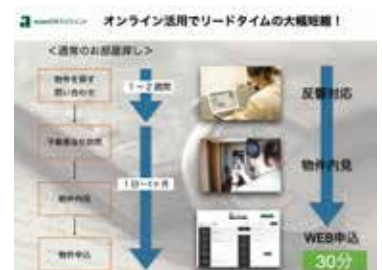 オンライン活用でリードタイムの大幅短縮！
＜通常のお部屋探し＞
物件を探す
問い合わせ
1～2週間
反響対応
不動産会社訪問
1日～1ヶ月
物件内見
物件内見
物件申込
WEB申込
30分